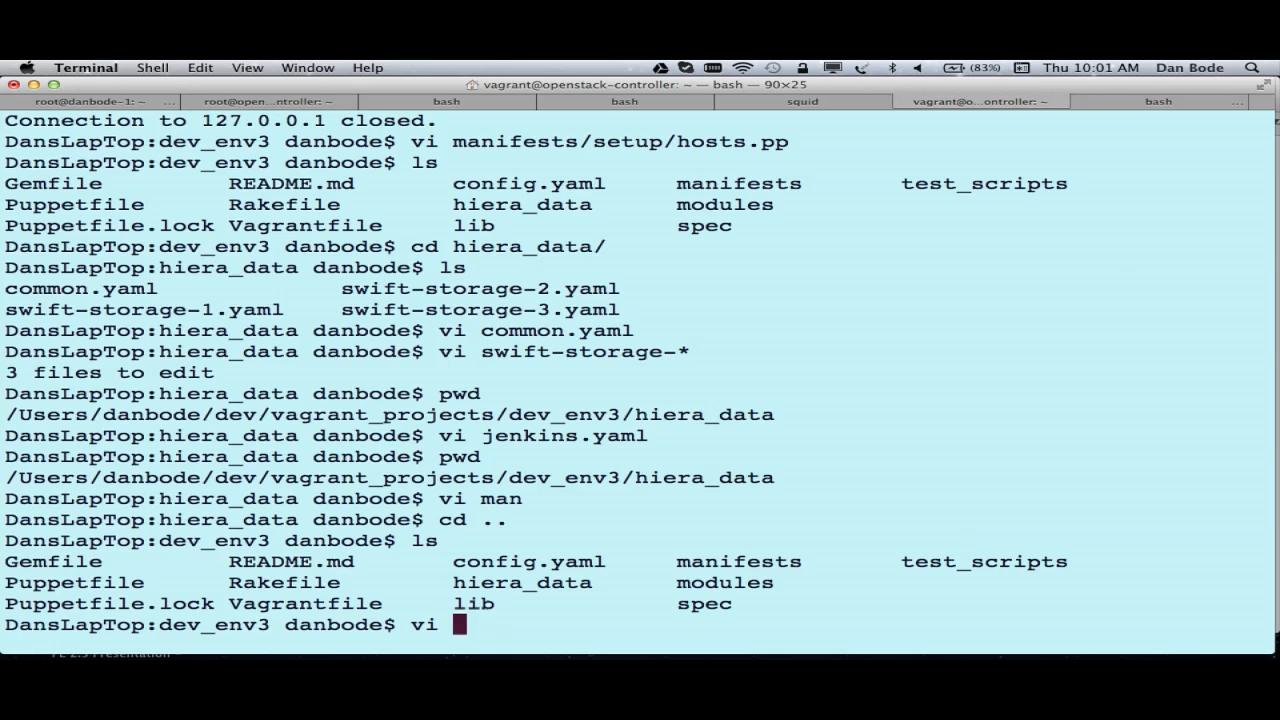 Terminal Shell Edit View Window Help (83%) Thu 10:01 AM Dan Bode
vagrant@openstack-controller: ~ — bash — 90×25
root@danbode-1: ~ ... root@open...ntroller: ~ bash bash squid vagrant@o...ontroller: ~ bash ...
Connection to 127.0.0.1 closed.
DansLapTop:dev_env3 danbode$ vi manifests/setup/hosts.pp
DansLapTop:dev_env3 danbode$ ls
Gemfile README.md config.yaml manifests test_scripts
Puppetfile Rakefile hiera_data modules
Puppetfile.lock Vagrantfile lib spec
DansLapTop:dev_env3 danbode$ cd hiera_data/
DansLapTop:hiera_data danbode$ ls
common.yaml swift-storage-2.yaml
swift-storage-1.yaml swift-storage-3.yaml
DansLapTop:hiera_data danbode$ vi common.yaml
DansLapTop:hiera_data danbode$ vi swift-storage-*
3 files to edit
DansLapTop:hiera_data danbode$ pwd
/Users/danbode/dev/vagrant_projects/dev_env3/hiera_data
DansLapTop:hiera_data danbode$ vi jenkins.yaml
DansLapTop:hiera_data danbode$ pwd
/Users/danbode/dev/vagrant_projects/dev_env3/hiera_data
DansLapTop:hiera_data danbode$ vi man
DansLapTop:hiera_data danbode$ cd ..
DansLapTop:dev_env3 danbode$ ls
Gemfile README.md config.yaml manifests test_scripts
Puppetfile Rakefile hiera_data modules
Puppetfile.lock Vagrantfile lib spec
DansLapTop:dev_env3 danbode$ vi
Presentation